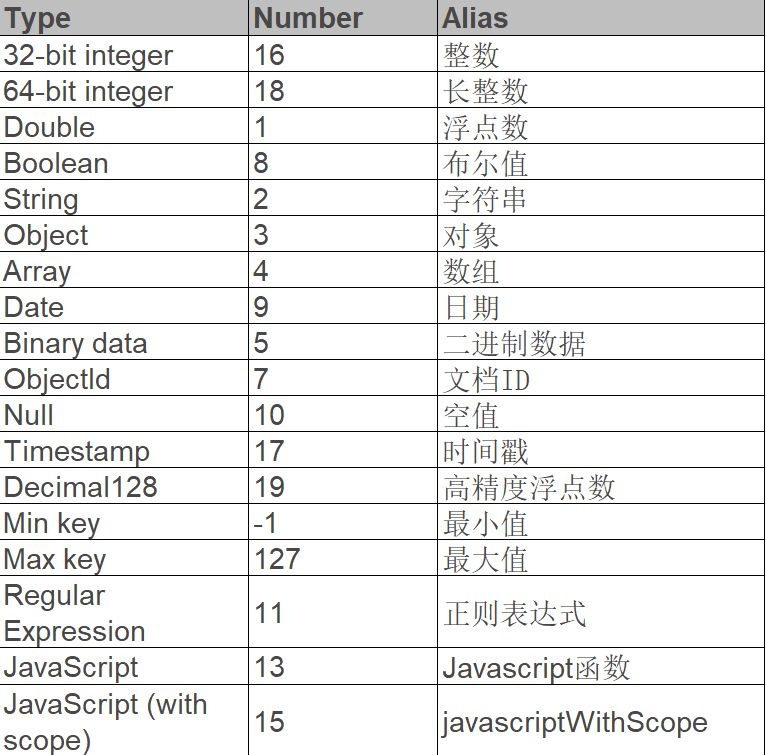 Type Number Alias
32-bit integer 16 整数
64-bit integer 18 长整数
Double 1 浮点数
Boolean 8 布尔值
String 2 字符串
Object 3 对象
Array 4 数组
Date 9 日期
Binary data 5 二进制数据
ObjectId 7 文档ID
Null 10 空值
Timestamp 17 时间戳
Decimal128 19 高精度浮点数
Min key -1 最小值
Max key 127 最大值
Regular
Expression 11 正则表达式
JavaScript 13 Javascript函数
JavaScript (with
scope) 15 javascriptWithScope